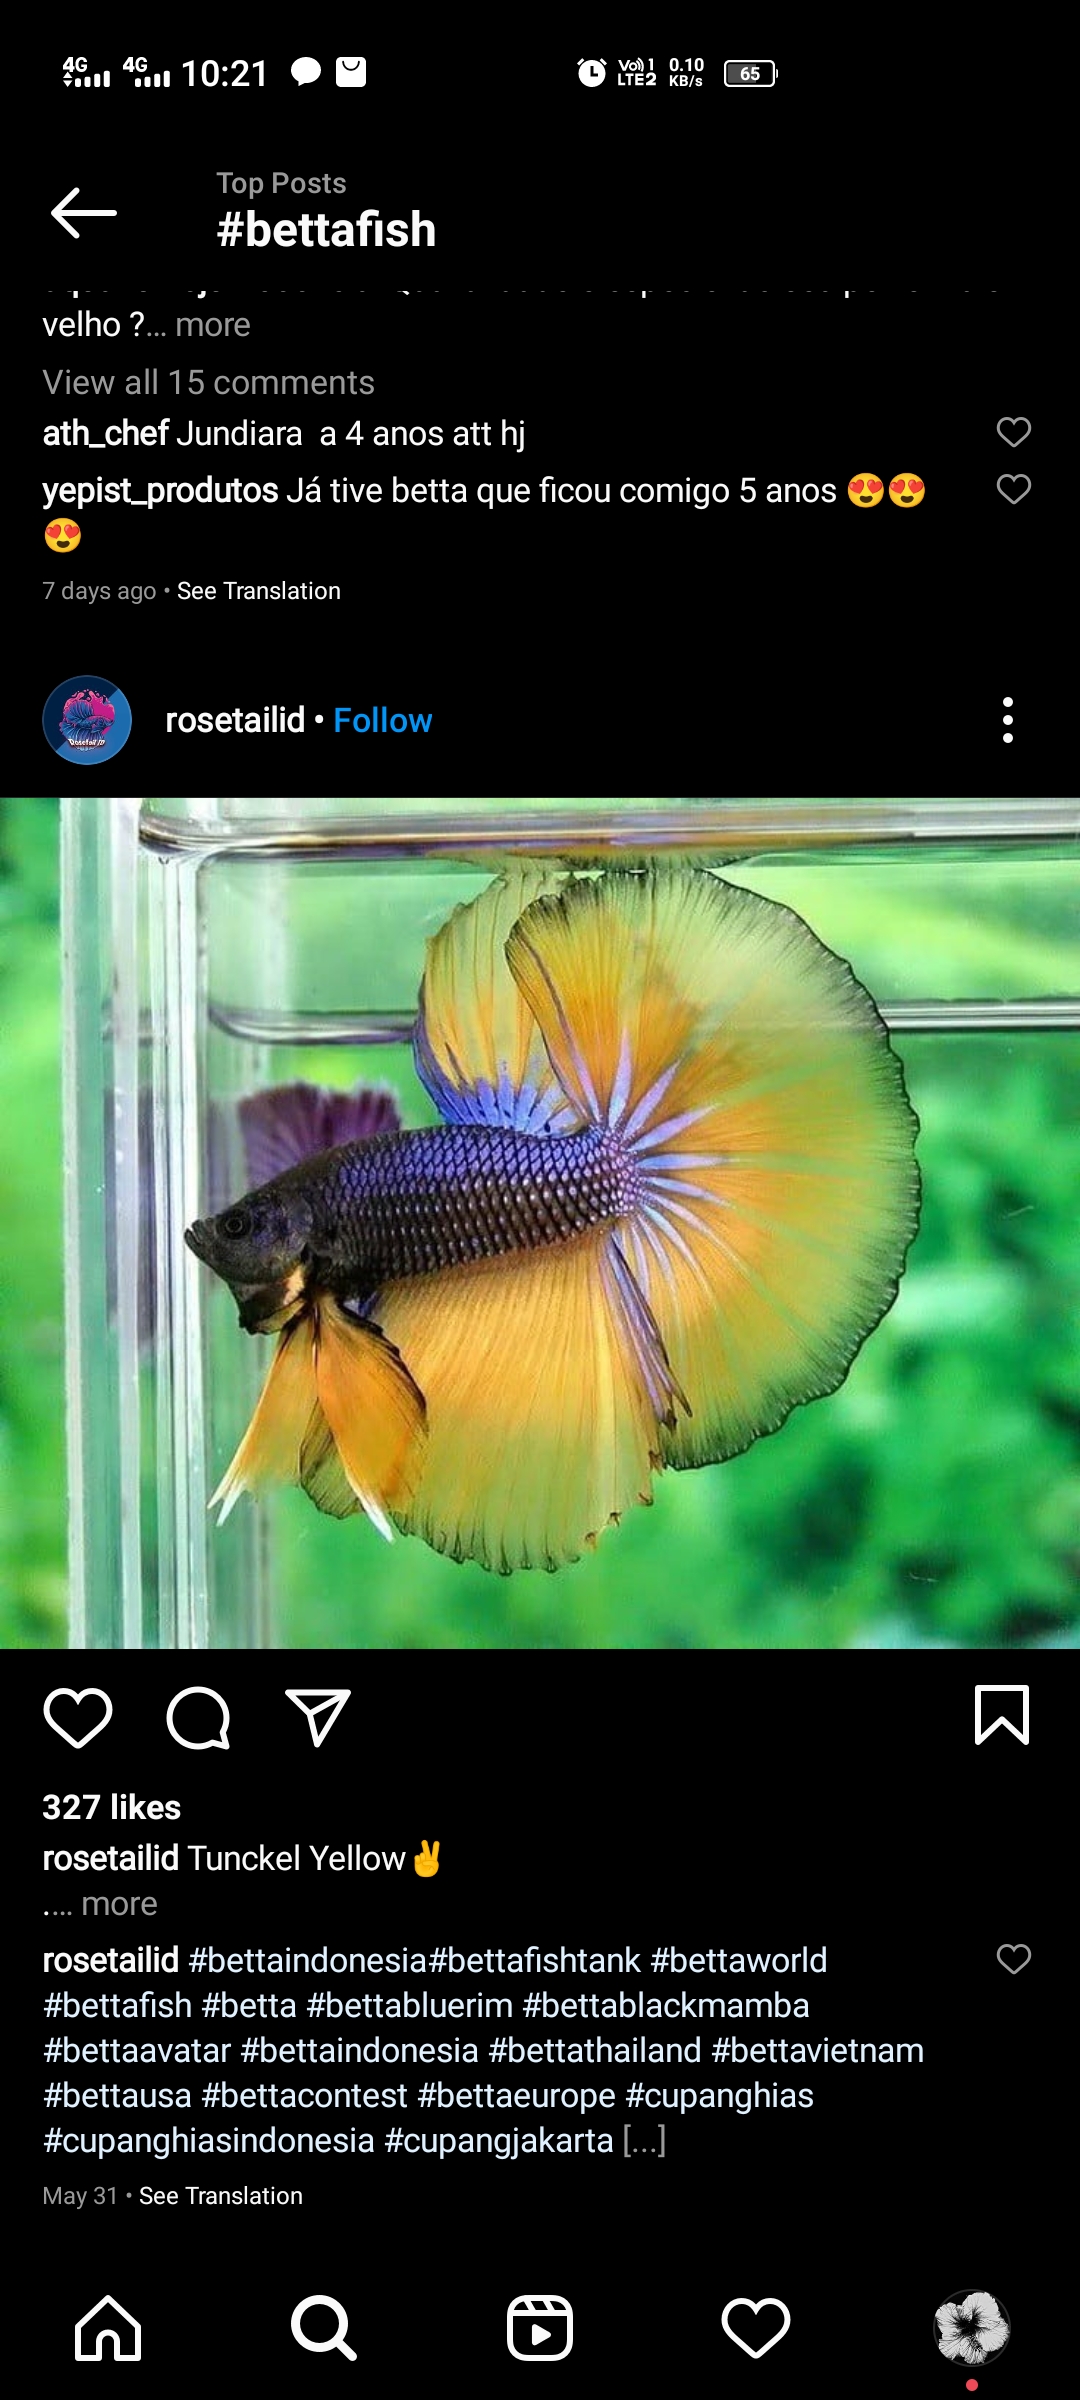 4G 4G 10:21 Vo) 1 LTE2 0.10 KB/s 65
Top Posts
#bettafish
velho ?... more
View all 15 comments
ath_chef Jundiara a 4 anos att hj
yepist_produtos Já tive betta que ficou comigo 5 anos 😍😍
😍
7 days ago • See Translation
rosetailid • Follow
327 likes
rosetailid Tunckel Yellow✌️
.... more
rosetailid #bettaindonesia#bettafishtank #bettaworld
#bettafish #betta #bettabluerim #bettablackmamba
#bettaavatar #bettaindonesia #bettathailand #bettavietnam
#bettausa #bettacontest #bettaeurope #cupanghias
#cupanghiasindonesia #cupangjakarta [...]
May 31 • See Translation